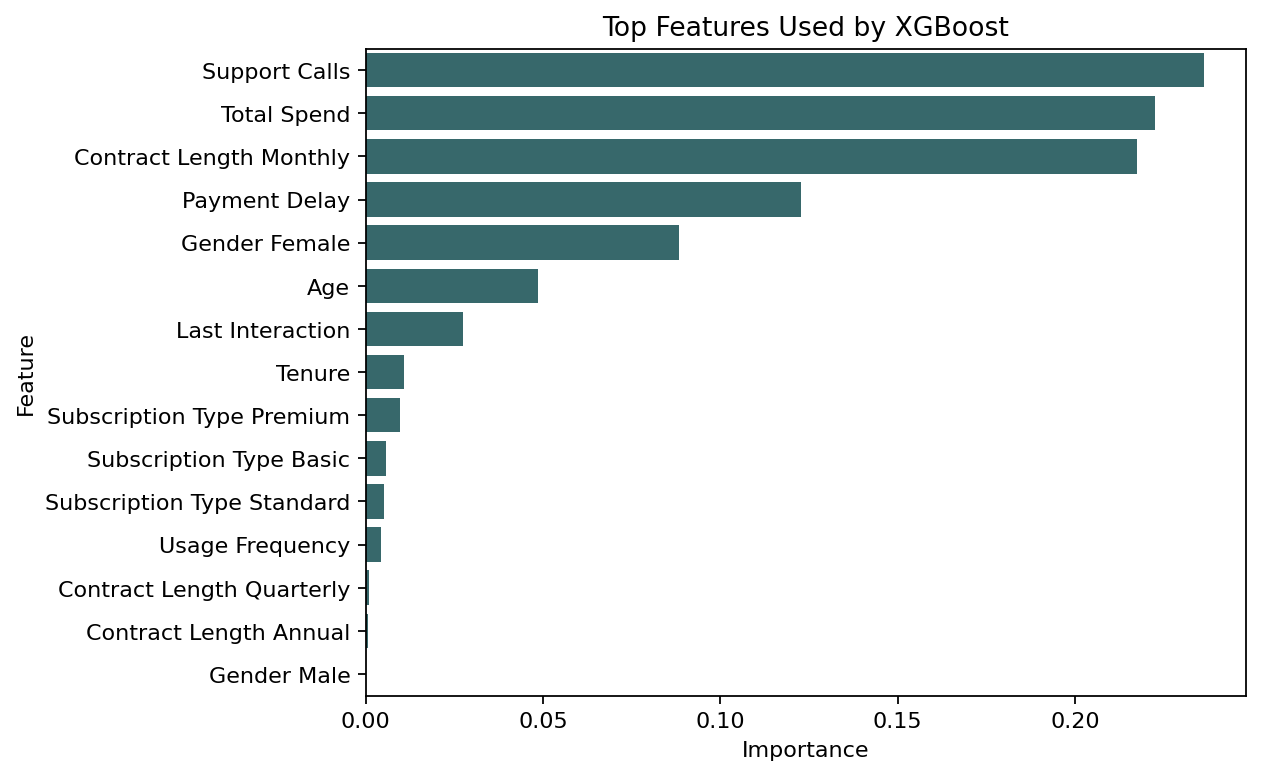 Top Features Used by XGBoost
Support Calls
Total Spend
Contract Length Monthly
Payment Delay
Gender Female
Age
Last Interaction
Tenure
Subscription Type Premium
Subscription Type Basic
Subscription Type Standard
Usage Frequency
Contract Length Quarterly
Contract Length Annual
Gender Male
Feature
0.00 0.05 0.10 0.15 0.20
Importance